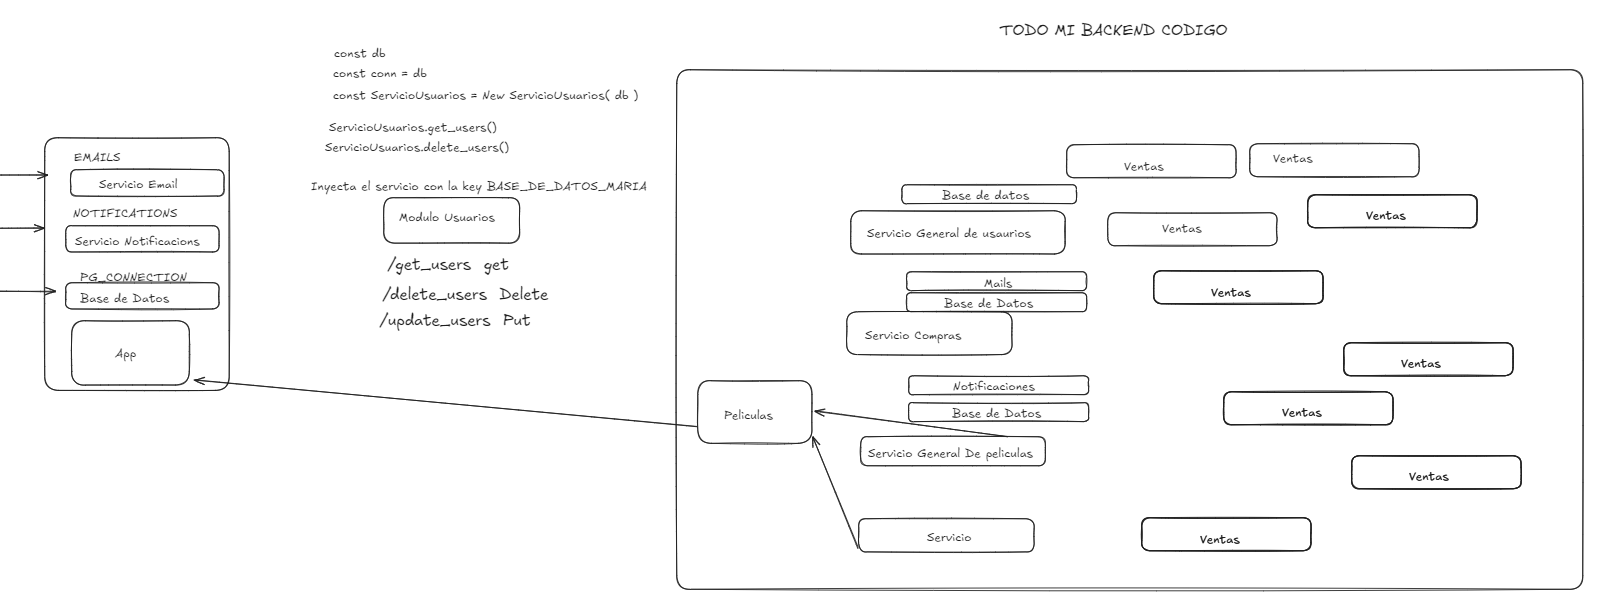 TODO MI BACKEND CODIGO
const db
const conn = db
const ServicioUsuarios = New ServicioUsuarios( db )
ServicioUsuarios.get_users()
ServicioUsuarios.delete_users()
Inyecta el servicio con la key BASE_DE_DATOS_MARIA
Modulo Usuarios
/get_users get
/delete_users Delete
/update_users Put
EMAILS
Servicio Email
NOTIFICATIONS
Servicio Notificacions
PG_CONNECTION
Base de Datos
App
Peliculas
Base de datos
Servicio General de usaurios
Mails
Base de Datos
Servicio Compras
Notificaciones
Base de Datos
Servicio General De peliculas
Servicio
Ventas
Ventas
Ventas
Ventas
Ventas
Ventas
Ventas
Ventas
Ventas